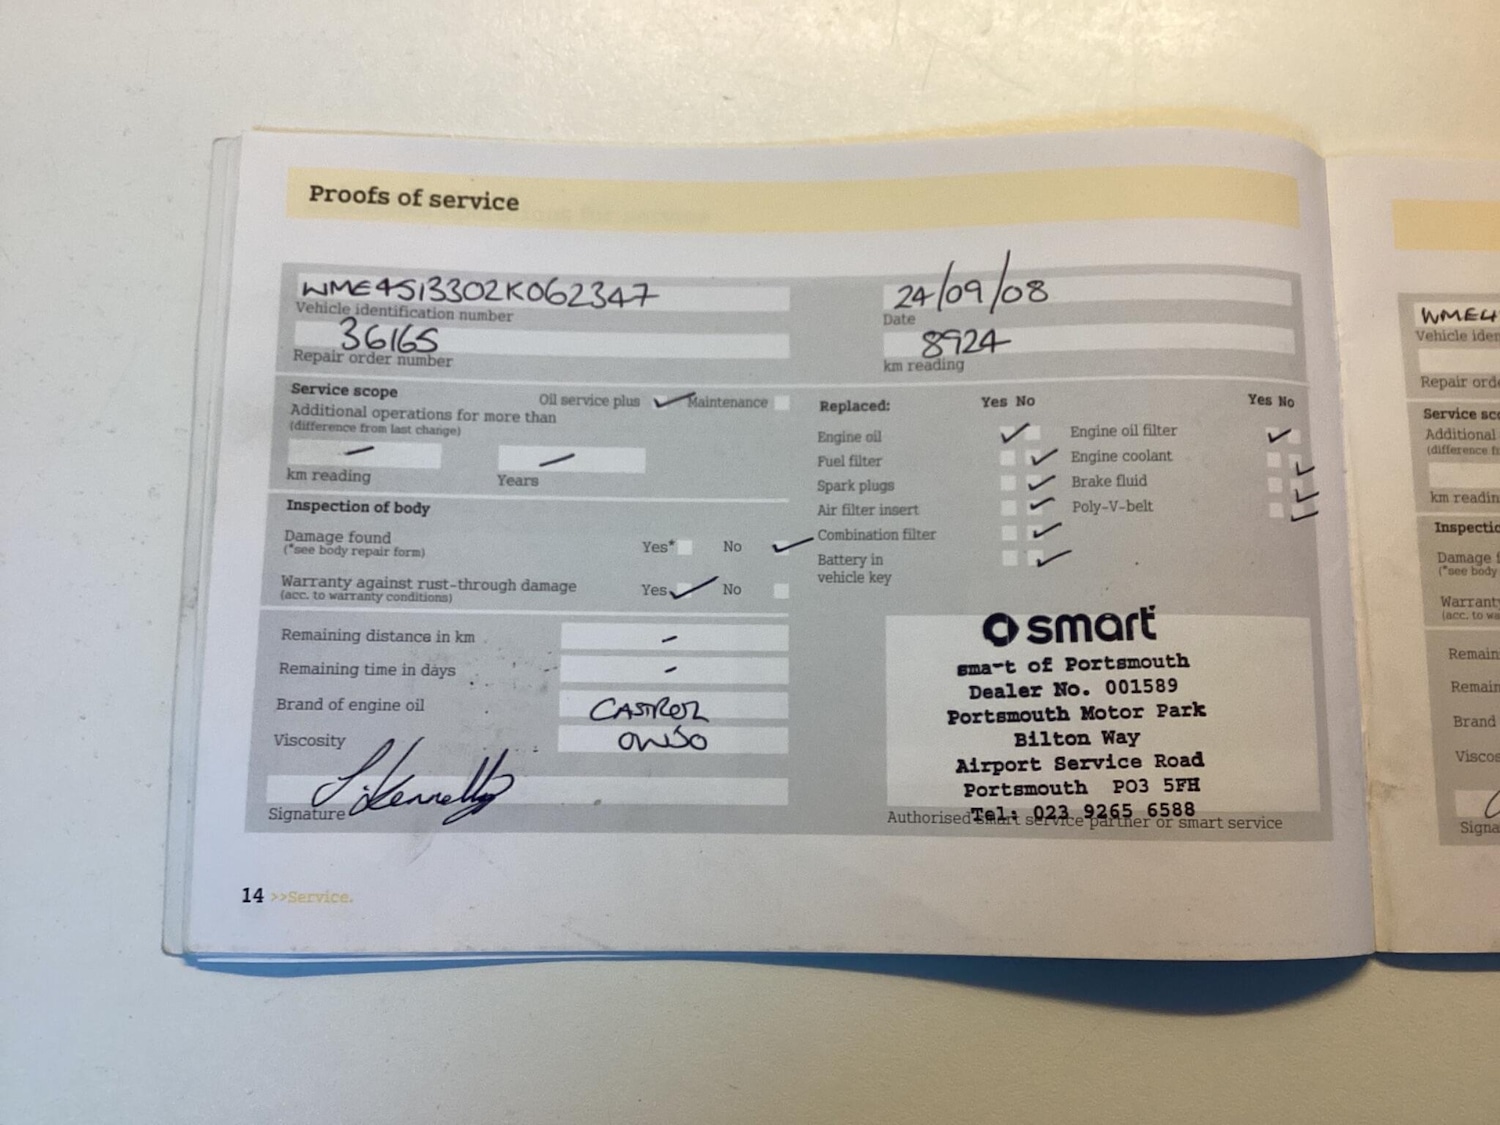 Proofs of service
WME4513302K062347
Vehicle identification number
36165
Repair order number
24/09/08
Date
8924
km reading
Service scope
Oil service plus Maintenance
Additional operations for more than
(difference from last change)
km reading Years
Inspection of body
Damage found
(*see body repair form)
Yes* No
Warranty against rust-through damage
(acc. to warranty conditions)
Yes No
Remaining distance in km -
Remaining time in days -
Brand of engine oil CASTROL
Viscosity 0W30
Signature
Replaced: Yes No Yes No
Engine oil Engine oil filter
Fuel filter Engine coolant
Spark plugs Brake fluid
Air filter insert Poly-V-belt
Combination filter
Battery in
vehicle key
smart
smart of Portsmouth
Dealer No. 001589
Portsmouth Motor Park
Bilton Way
Airport Service Road
Portsmouth PO3 5FH
Tel: 023 9265 6588
Authorised smart service partner or smart service
14 >>Service.
WME4
Vehicle iden
Repair orde
Service sco
Additional
(difference f
km readin
Inspectio
Damage f
(*see body
Warranty
(acc. to wa
Remain
Remain
Brand
Viscos
Signa